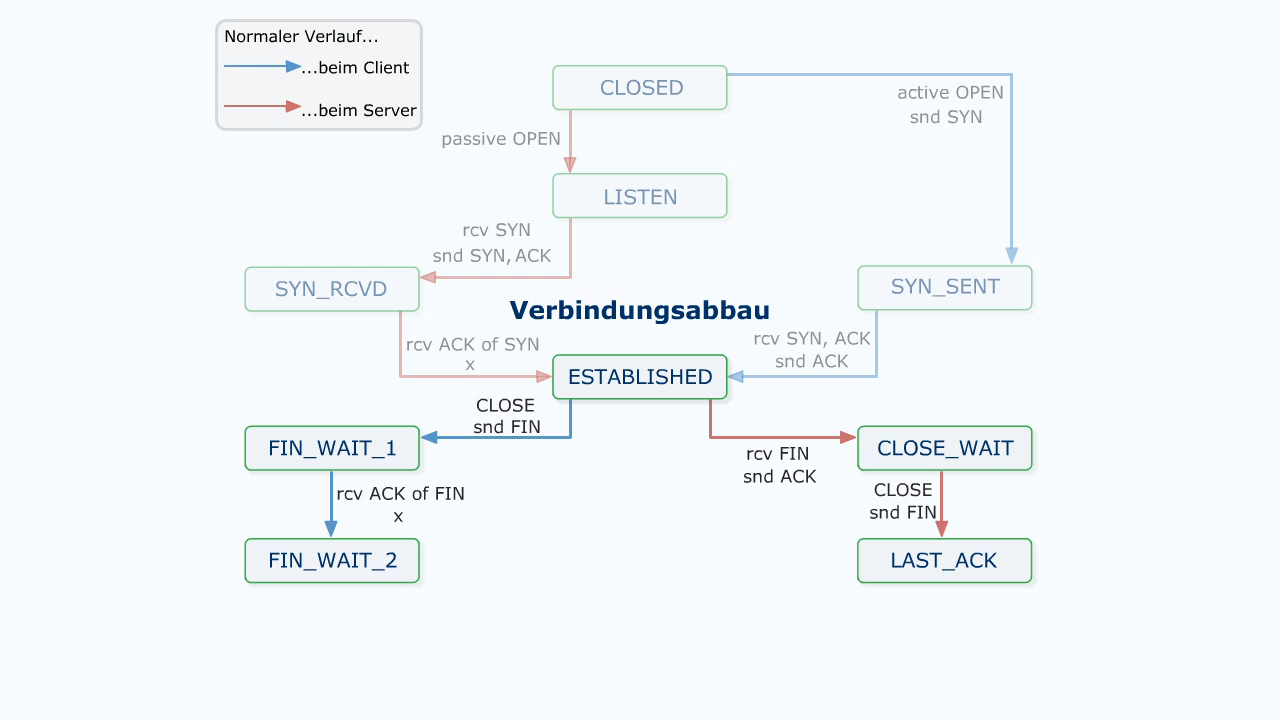 Normaler Verlauf...
...beim Client
...beim Server
CLOSED
active OPEN
snd SYN
passive OPEN
LISTEN
rcv SYN
snd SYN, ACK
SYN_RCVD
SYN_SENT
Verbindungsabbau
rcv ACK of SYN
x
rcv SYN, ACK
snd ACK
ESTABLISHED
CLOSE
snd FIN
FIN_WAIT_1
rcv FIN
snd ACK
CLOSE_WAIT
rcv ACK of FIN
x
CLOSE
snd FIN
FIN_WAIT_2
LAST_ACK